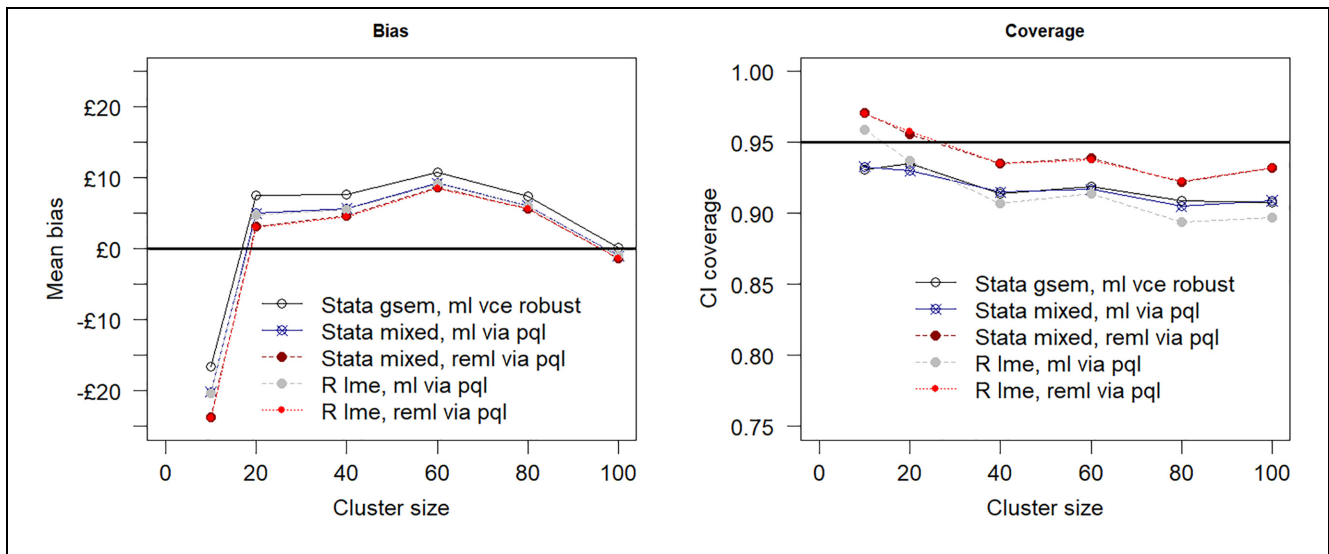 Bias
Mean bias
£20
£10
£0
-£10
-£20
Stata gsem, ml vce robust
Stata mixed, ml via pql
Stata mixed, reml via pql
R lme, ml via pql
R lme, reml via pql
0 20 40 60 80 100
Cluster size
Coverage
CI coverage
1.00
0.95
0.90
0.85
0.80
0.75
Stata gsem, ml vce robust
Stata mixed, ml via pql
Stata mixed, reml via pql
R lme, ml via pql
R lme, reml via pql
0 20 40 60 80 100
Cluster size